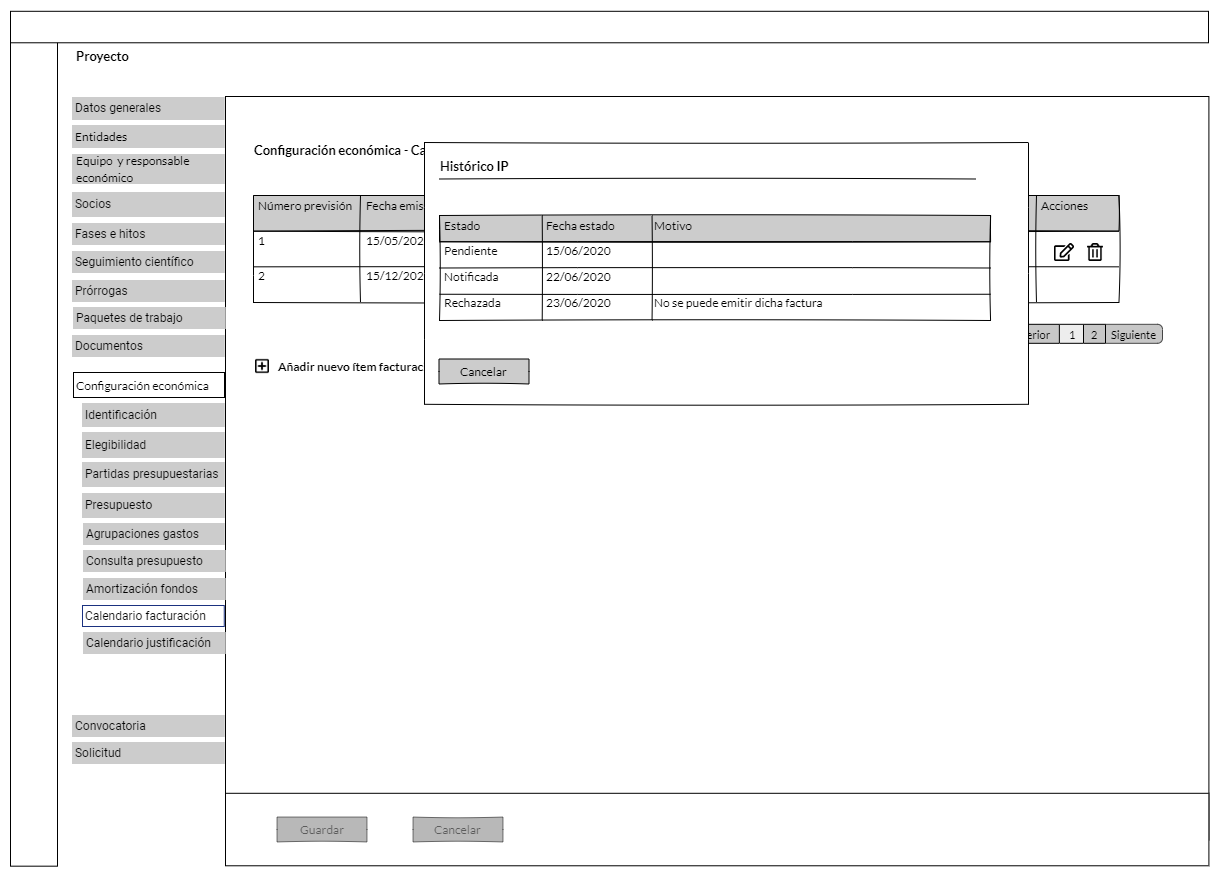 Proyecto
Datos generales
Entidades
Equipo y responsable
económico
Socios
Fases e hitos
Seguimiento científico
Prórrogas
Paquetes de trabajo
Documentos
Configuración económica
Identificación
Elegibilidad
Partidas presupuestarias
Presupuesto
Agrupaciones gastos
Consulta presupuesto
Amortización fondos
Calendario facturación
Calendario justificación
Convocatoria
Solicitud
Configuración económica - Ca
Número previsión Fecha emis Acciones
1 15/05/202
2 15/12/202
erior 1 2 Siguiente
Añadir nuevo ítem facturac
Histórico IP
Estado Fecha estado Motivo
Pendiente 15/06/2020
Notificada 22/06/2020
Rechazada 23/06/2020 No se puede emitir dicha factura
Cancelar
Guardar Cancelar